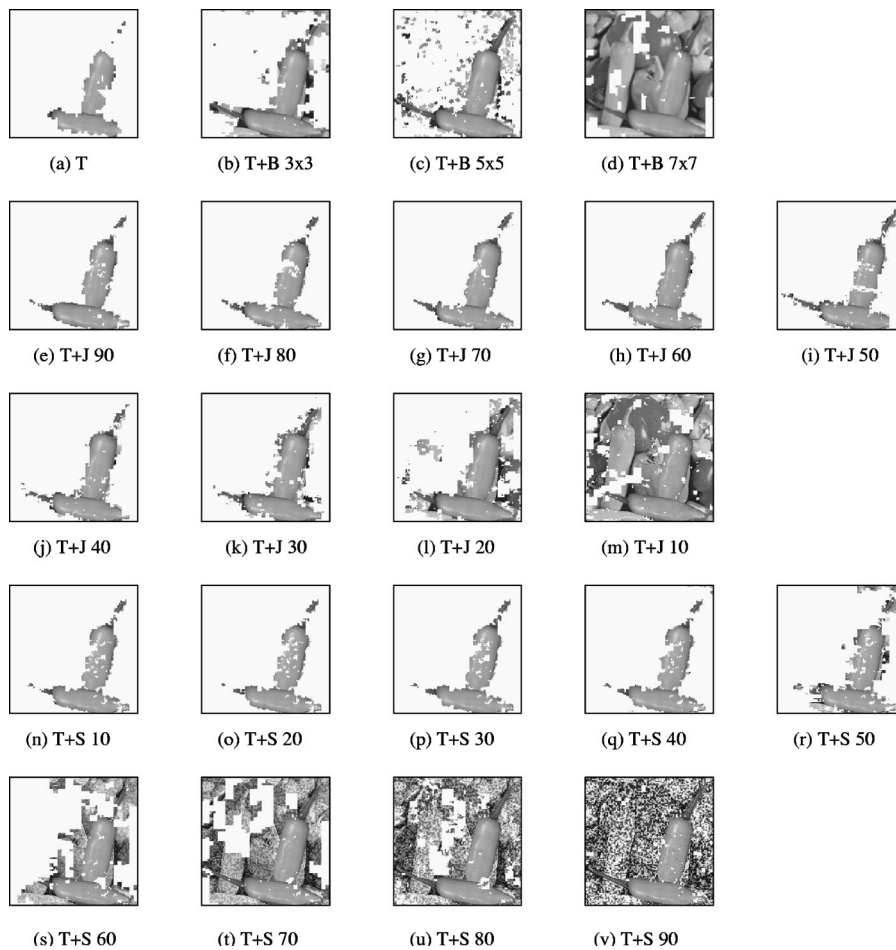 (a) T (b) T+B 3x3 (c) T+B 5x5 (d) T+B 7x7
(e) T+J 90 (f) T+J 80 (g) T+J 70 (h) T+J 60 (i) T+J 50
(j) T+J 40 (k) T+J 30 (l) T+J 20 (m) T+J 10
(n) T+S 10 (o) T+S 20 (p) T+S 30 (q) T+S 40 (r) T+S 50
(s) T+S 60 (t) T+S 70 (u) T+S 80 (v) T+S 90